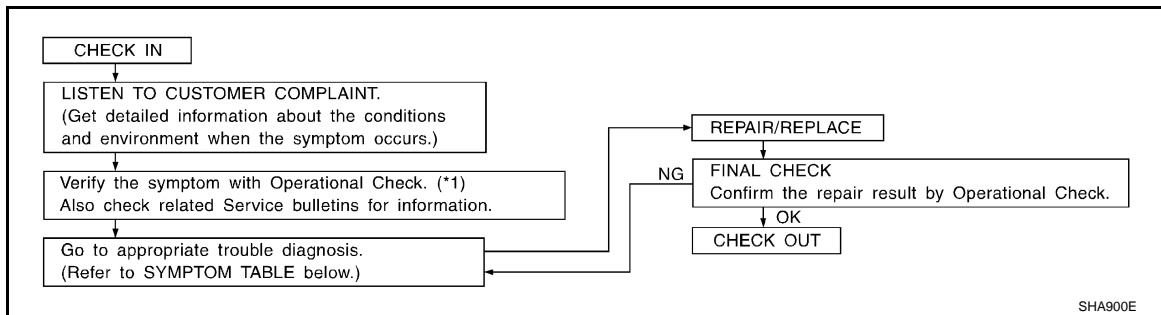 CHECK IN
LISTEN TO CUSTOMER COMPLAINT.
(Get detailed information about the conditions
and environment when the symptom occurs.)
Verify the symptom with Operational Check. (*1)
Also check related Service bulletins for information.
Go to appropriate trouble diagnosis.
(Refer to SYMPTOM TABLE below.)
REPAIR/REPLACE
NG
FINAL CHECK
Confirm the repair result by Operational Check.
OK
CHECK OUT
SHA900E